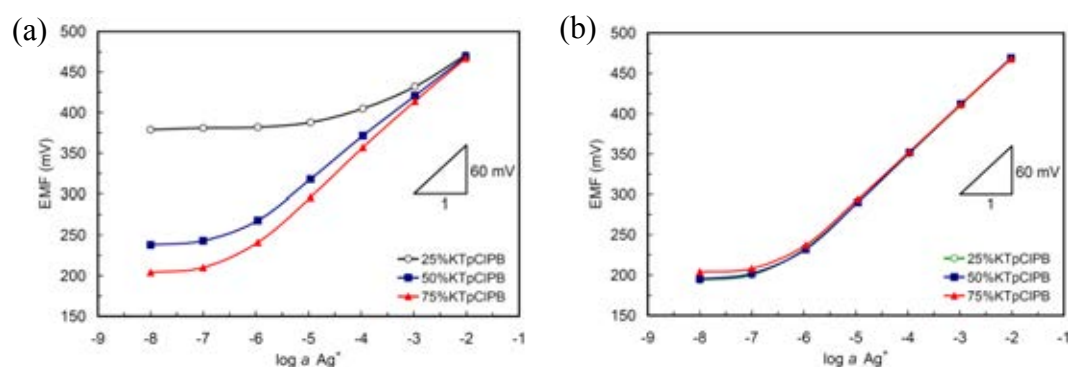 (a)
500
450
400
350
300
250
200
150
EMF (mV)
-9 -8 -7 -6 -5 -4 -3 -2 -1
log a Ag+
60 mV
1
25%KTpClPB
50%KTpClPB
75%KTpClPB
(b)
500
450
400
350
300
250
200
150
EMF (mV)
-9 -8 -7 -6 -5 -4 -3 -2 -1
log a Ag+
60 mV
1
25%KTpClPB
50%KTpClPB
75%KTpClPB